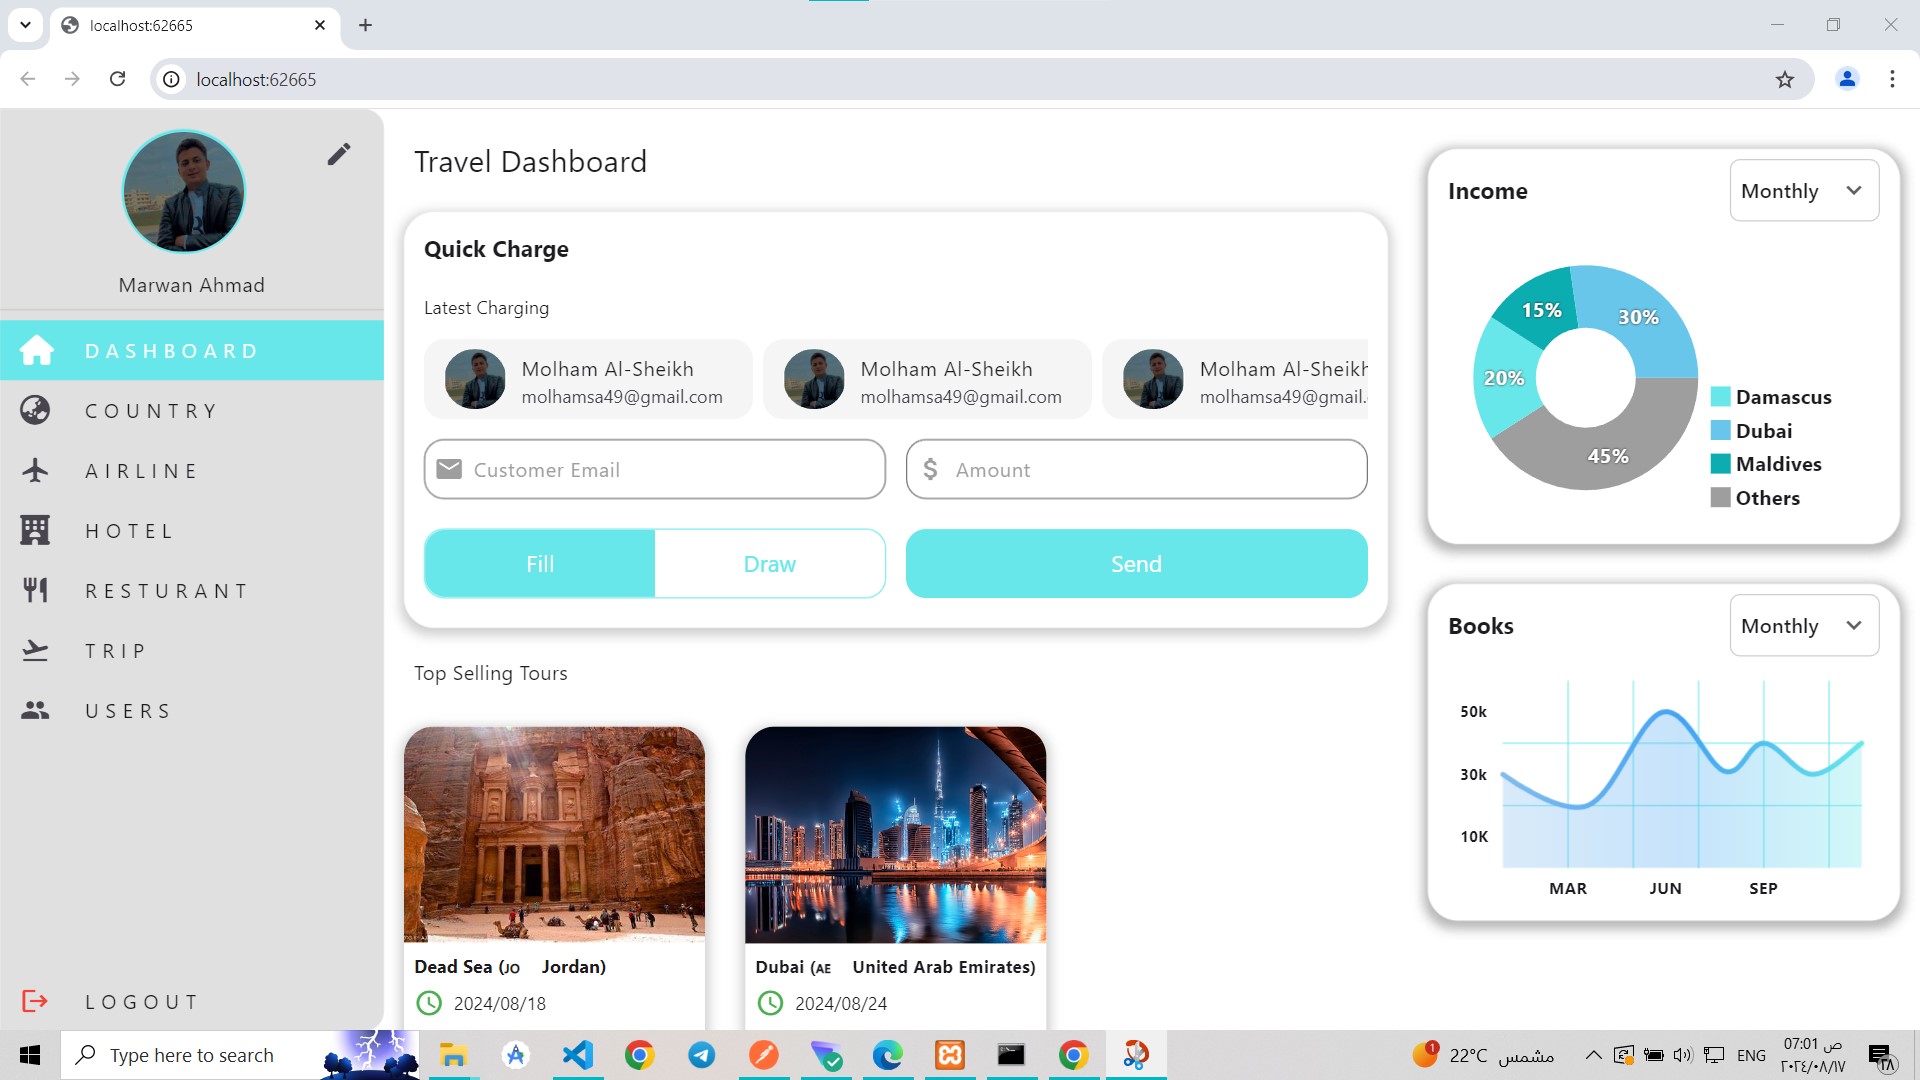 localhost:62665
localhost:62665
Marwan Ahmad
DASHBOARD
COUNTRY
AIRLINE
HOTEL
RESTURANT
TRIP
USERS
LOGOUT
Travel Dashboard
Quick Charge
Latest Charging
Molham Al-Sheikh
molhamsa49@gmail.com
Molham Al-Sheikh
molhamsa49@gmail.com
Molham Al-Sheikh
molhamsa49@gmail.
Customer Email
$ Amount
Fill
Draw
Send
Top Selling Tours
Dead Sea (JO Jordan)
2024/08/18
Dubai (AE United Arab Emirates)
2024/08/24
Income
Monthly
15%
30%
20%
45%
Damascus
Dubai
Maldives
Others
Books
Monthly
50k
30k
10K
MAR
JUN
SEP
Type here to search
1
22°C مشمس
ENG
07:01 ص
٢٠٢٤/٠٨/١٧
٢٨